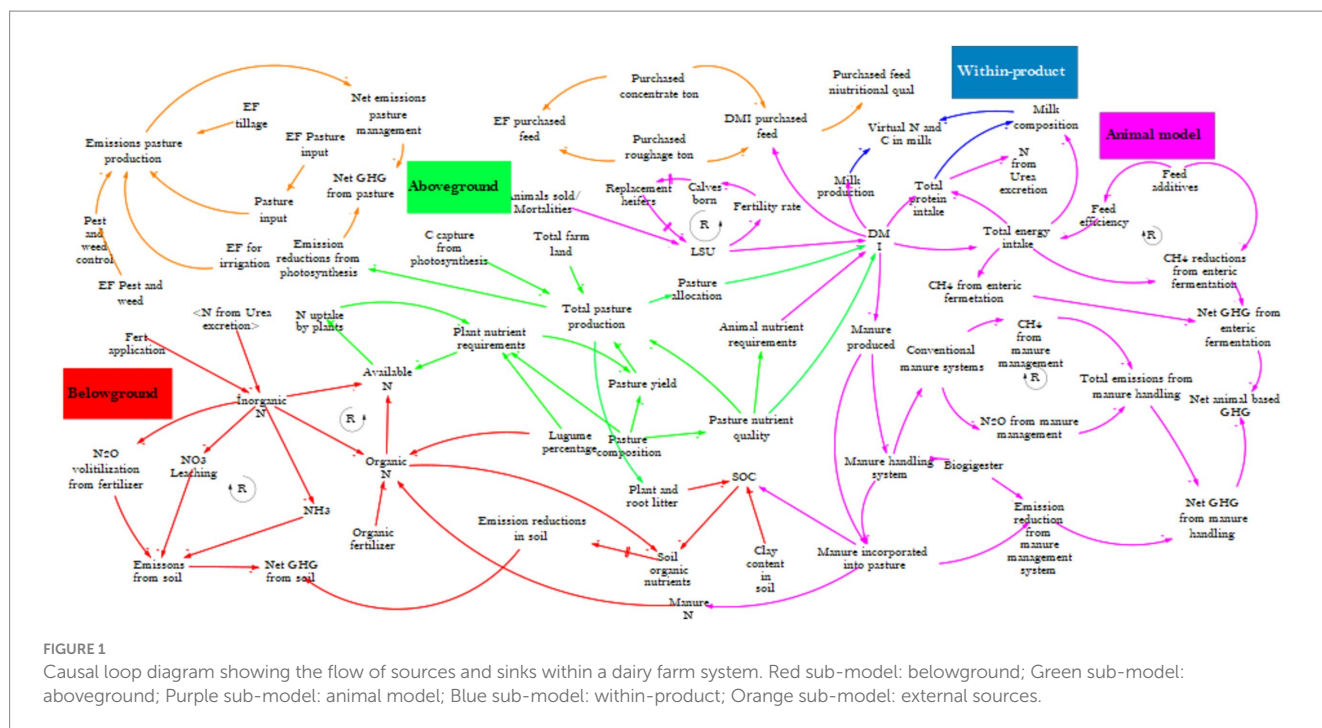 Within-product
Animal model
Aboveground
Belowground
EF
tillage
Net emissions
pasture
management
Emissions pasture
production
EF Pasture
input
Net GHG
from pasture
Pasture
input
Pest
and
weed
control
EF for
irrigation
Emission
reductions from
photosynthesis
EF Pest and
weed
Purchased
concentrate ton
EF purchased
feed
Purchased
roughage ton
DMI purchased
feed
Purchased feed
niutritional qual
Virtual N and
C in milk
Milk
composition
Milk
production
N
from
Urea
excretion
Total
protein
intake
Feed
additives
Feed
efficiency
R
Total energy
intake
CH4 reductions
from enteric
fermentation
CH4 from enteric
fermetation
Net GHG from
enteric
fermentation
Animals sold/
Mortalities
Replacement
heifers
Calves
born
Fertility rate
R
LSU
DM
I
C capture
from
photosynthesis
Total farm
land
Pasture
allocation
Total pasture
production
Animal nutrient
requirements
Manure
produced
Conventional
manure systems
CH4
from
manure
management
R
Total emissions from
manure handling
Net animal based
GHG
N2O from manure
management
<N from Urea
excretion>
N uptake
by plants
Plant nutrient
requirements
Fert
application
Available
N
Pasture yield
Inorganic
N
R
Lugume
percentage
Pasture
composition
Pasture nutrient
quality
N2O
volitilization
from fertilizer
NO3
Leaching
R
Organic
N
SOC
Manure handling
system
Biogigester
NH3
Plant and
root litter
Organic
fertilizer
Emission reductions
in soil
Emission
reduction
from
manure
management
system
Net GHG
from manure
handling
Emissons
from soil
Net GHG
from soil
Soil
organic
nutrients
Clay
content
in
soil
Manure incorporated
into pasture
Manure
N
FIGURE 1
Causal loop diagram showing the flow of sources and sinks within a dairy farm system. Red sub-model: belowground; Green sub-model:
aboveground; Purple sub-model: animal model; Blue sub-model: within-product; Orange sub-model: external sources.